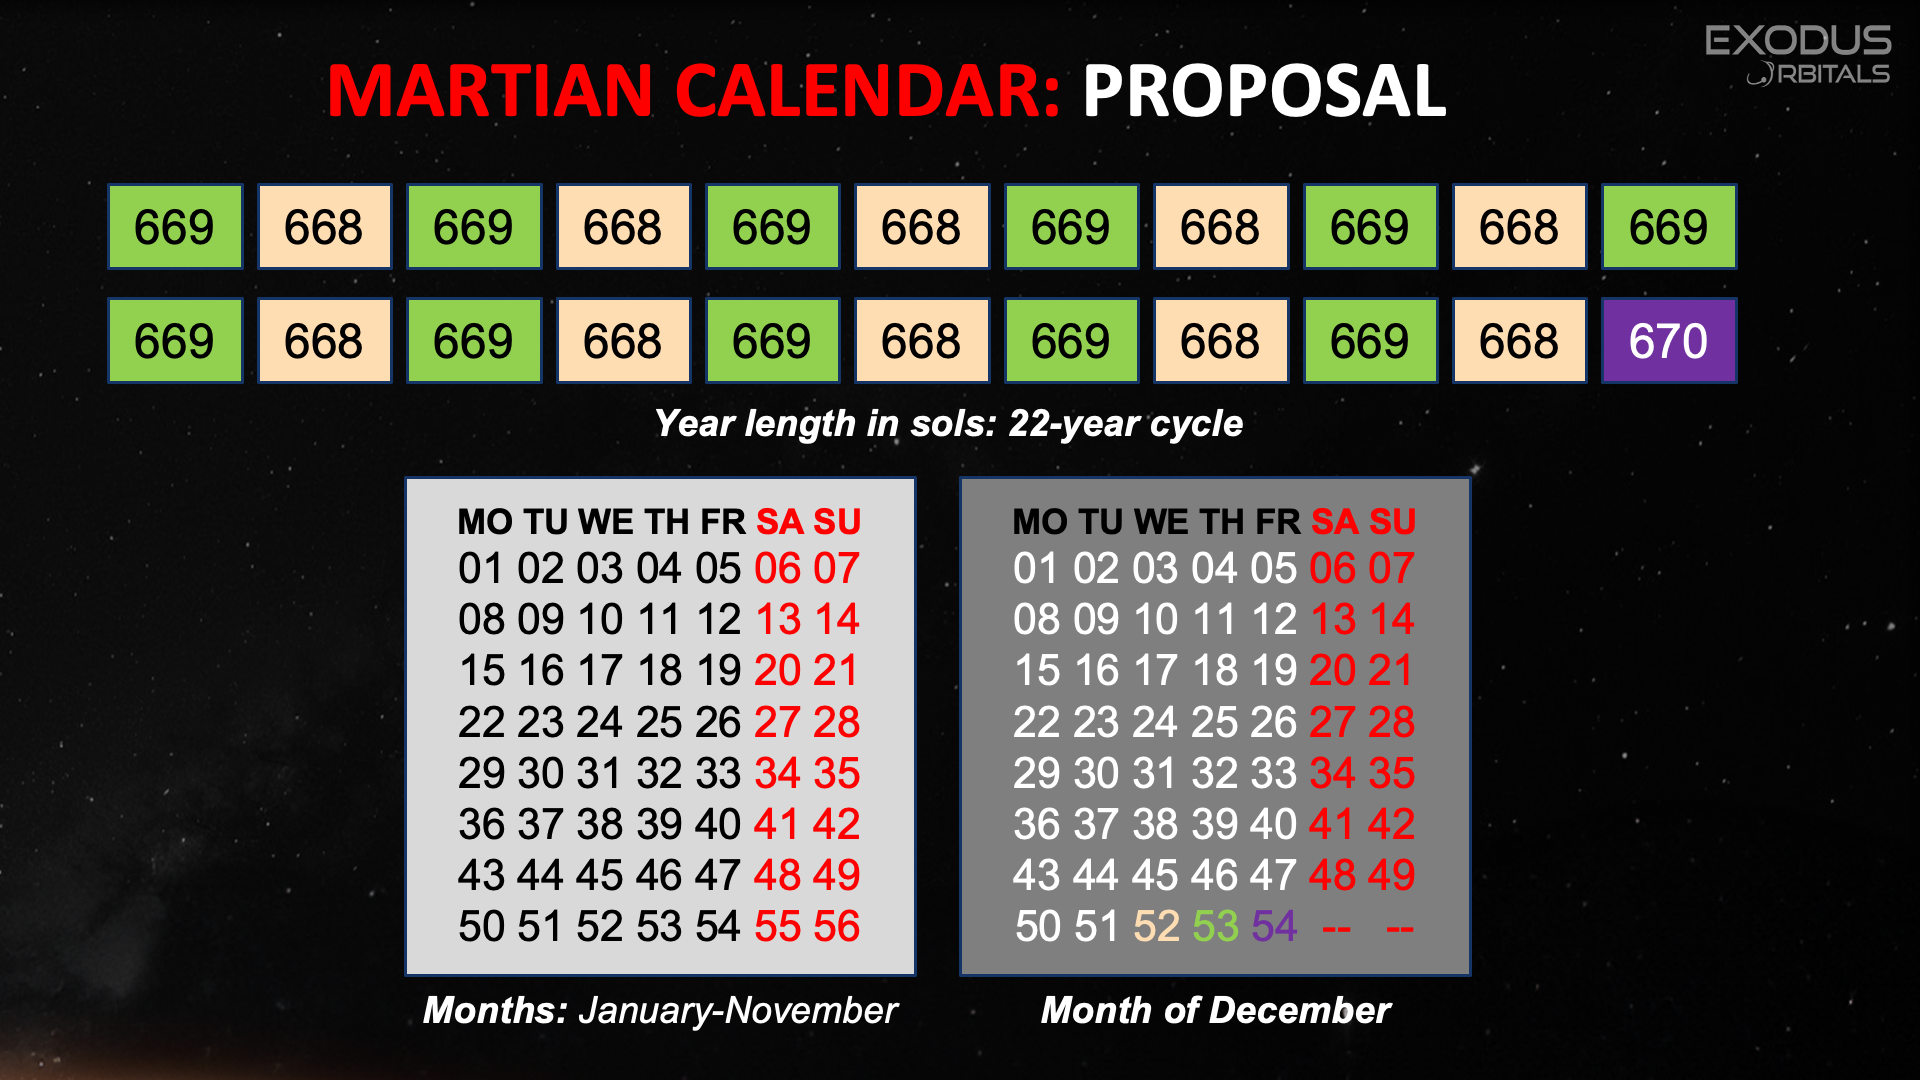 EXODUS
ORBITALS
MARTIAN CALENDAR: PROPOSAL
669 668 669 668 669 668 669 668 669 668 669
669 668 669 668 669 668 669 668 669 668 670
Year length in sols: 22-year cycle
MO TU WE TH FR SA SU
01 02 03 04 05 06 07
08 09 10 11 12 13 14
15 16 17 18 19 20 21
22 23 24 25 26 27 28
29 30 31 32 33 34 35
36 37 38 39 40 41 42
43 44 45 46 47 48 49
50 51 52 53 54 55 56
Months: January-November
MO TU WE TH FR SA SU
01 02 03 04 05 06 07
08 09 10 11 12 13 14
15 16 17 18 19 20 21
22 23 24 25 26 27 28
29 30 31 32 33 34 35
36 37 38 39 40 41 42
43 44 45 46 47 48 49
50 51 52 53 54 -- --
Month of December